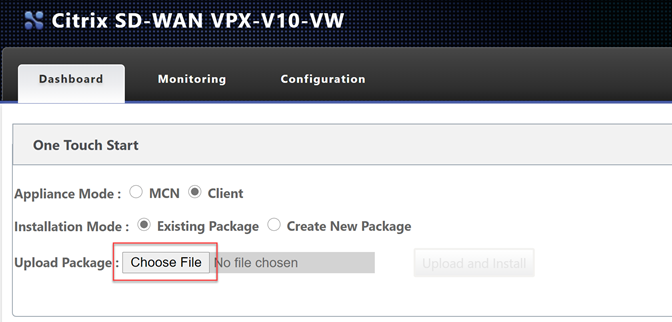 Citrix SD-WAN VPX-V10-VW
Dashboard Monitoring Configuration
One Touch Start
Appliance Mode : MCN Client
Installation Mode : Existing Package Create New Package
Upload Package : Choose File No file chosen Upload and Install